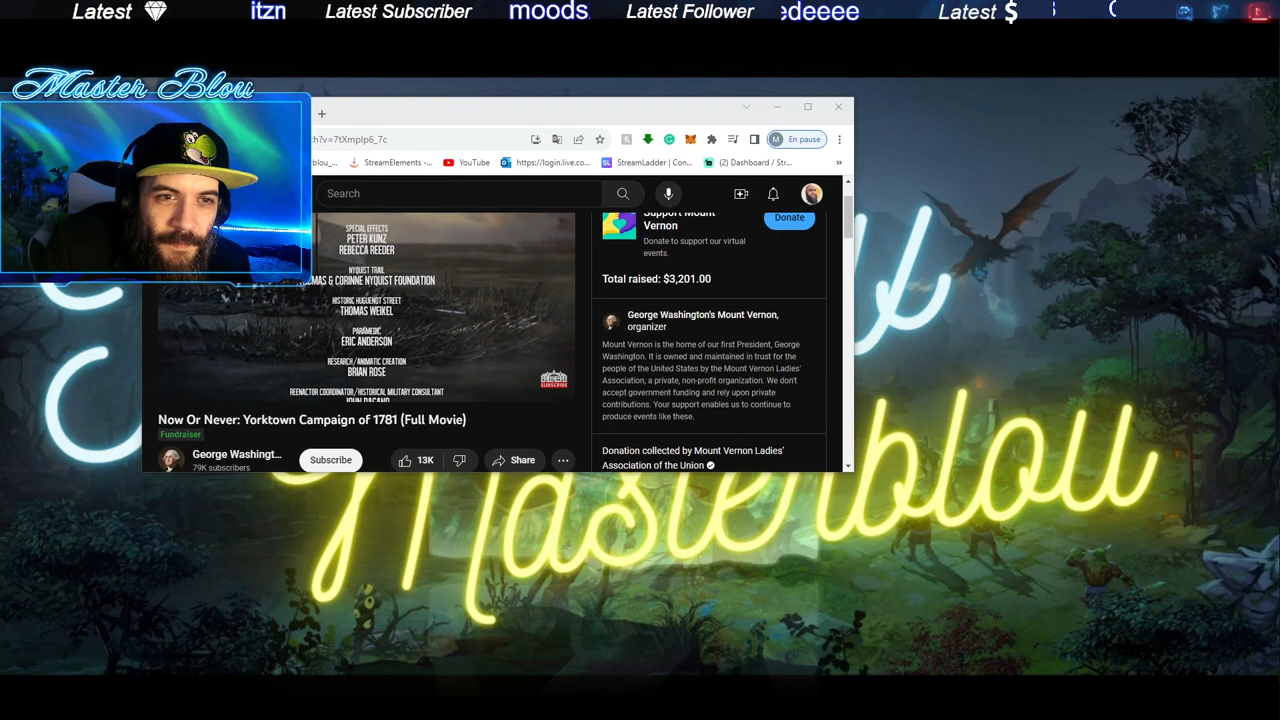 Latest
itzn
Latest Subscriber
moods
Latest Follower
edeeee
Latest $
Master Blou
ch?v=7tXmpIp6_7c
En pause
blou_...
StreamElements -...
YouTube
https://login.live.co...
StreamLadder | Con...
(2) Dashboard / Str...
»
Search
SPECIAL EFFECTS
PETER KUNZ
REBECCA REEDER
NYQUIST TRAIL
THOMAS & CORINNE NYQUIST FOUNDATION
HISTORIC HUGUENOT STREET
THOMAS WEIKEL
PARAMEDIC
ERIC ANDERSON
RESEARCH/ANIMATIC CREATION
BRIAN ROSE
REENACTOR COORDINATOR/HISTORICAL MILITARY CONSULTANT
SUBSCRIBE
Now Or Never: Yorktown Campaign of 1781 (Full Movie)
Fundraiser
George Washingt...
79K subscribers
Subscribe
13K
Share
Support Mount
Vernon
Donate
Donate to support our virtual
events.
Total raised: $3,201.00
George Washington's Mount Vernon,
organizer
Mount Vernon is the home of our first President, George
Washington. It is owned and maintained in trust for the
people of the United States by the Mount Vernon Ladies'
Association, a private, non-profit organization. We don't
accept government funding and rely upon private
contributions. Your support enables us to continue to
produce events like these.
Donation collected by Mount Vernon Ladies'
Association of the Union
Masterblou